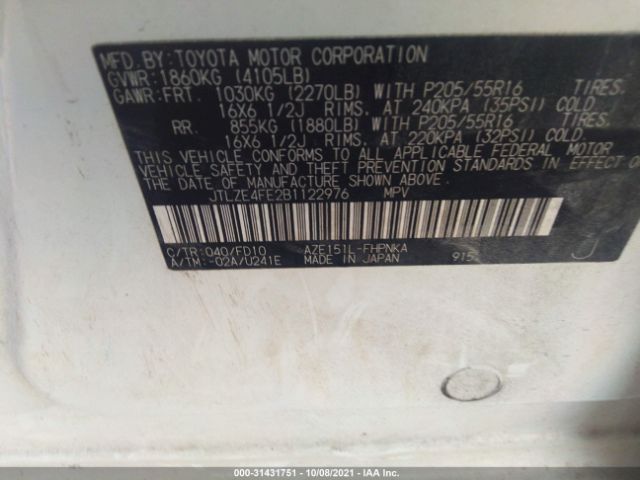 MFD.BY:TOYOTA MOTOR CORPORATION
GVWR:1860KG (4105LB)
GAWR:FRT. 1030KG (2270LB) WITH P205/55R16 TIRES.
16X6 1/2J RIMS. AT 240KPA (35PSI) COLD
RR. 855KG (1880LB) WITH P205/55R16 TIRES.
16X6 1/2J RIMS. AT 220KPA (32PSI) COLD.
THIS VEHICLE CONFORMS TO ALL APPLICABLE FEDERAL MOTOR
VEHICLE SAFETY AND THEFT PREVENTION STANDARDS IN EFFECT O
THE DATE OF MANUFACTURE SHOWN ABOVE.
JTLZE4FE2B1122976 MPV
C/TR:040/FD10 AZE151L-FHPNKA
A/TM:-02A/U241E MADE IN JAPAN 915
J
000-31431751 - 10/08/2021 - IAA Inc.